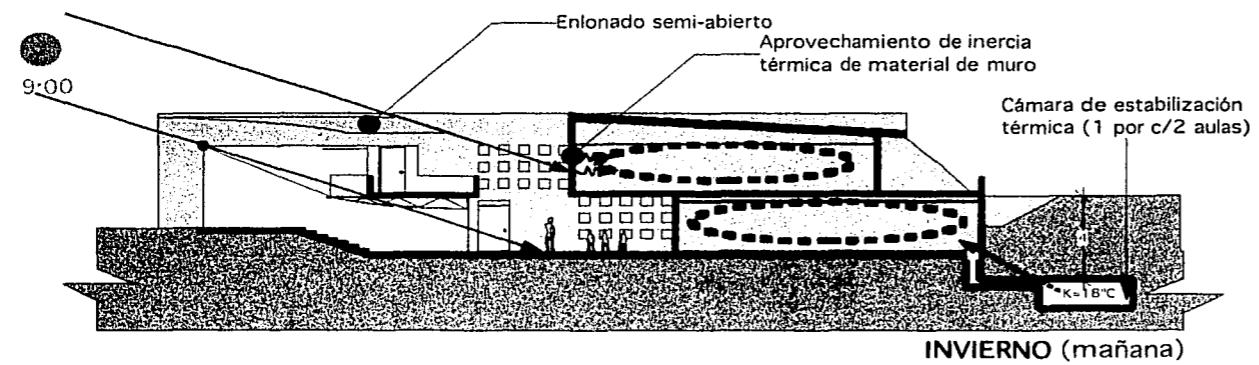 Enlonado semi-abierto
Aprovechamiento de inercia
térmica de material de muro
9:00
Cámara de estabilización
térmica (1 por c/2 aulas)
K=18°C
INVIERNO (mañana)